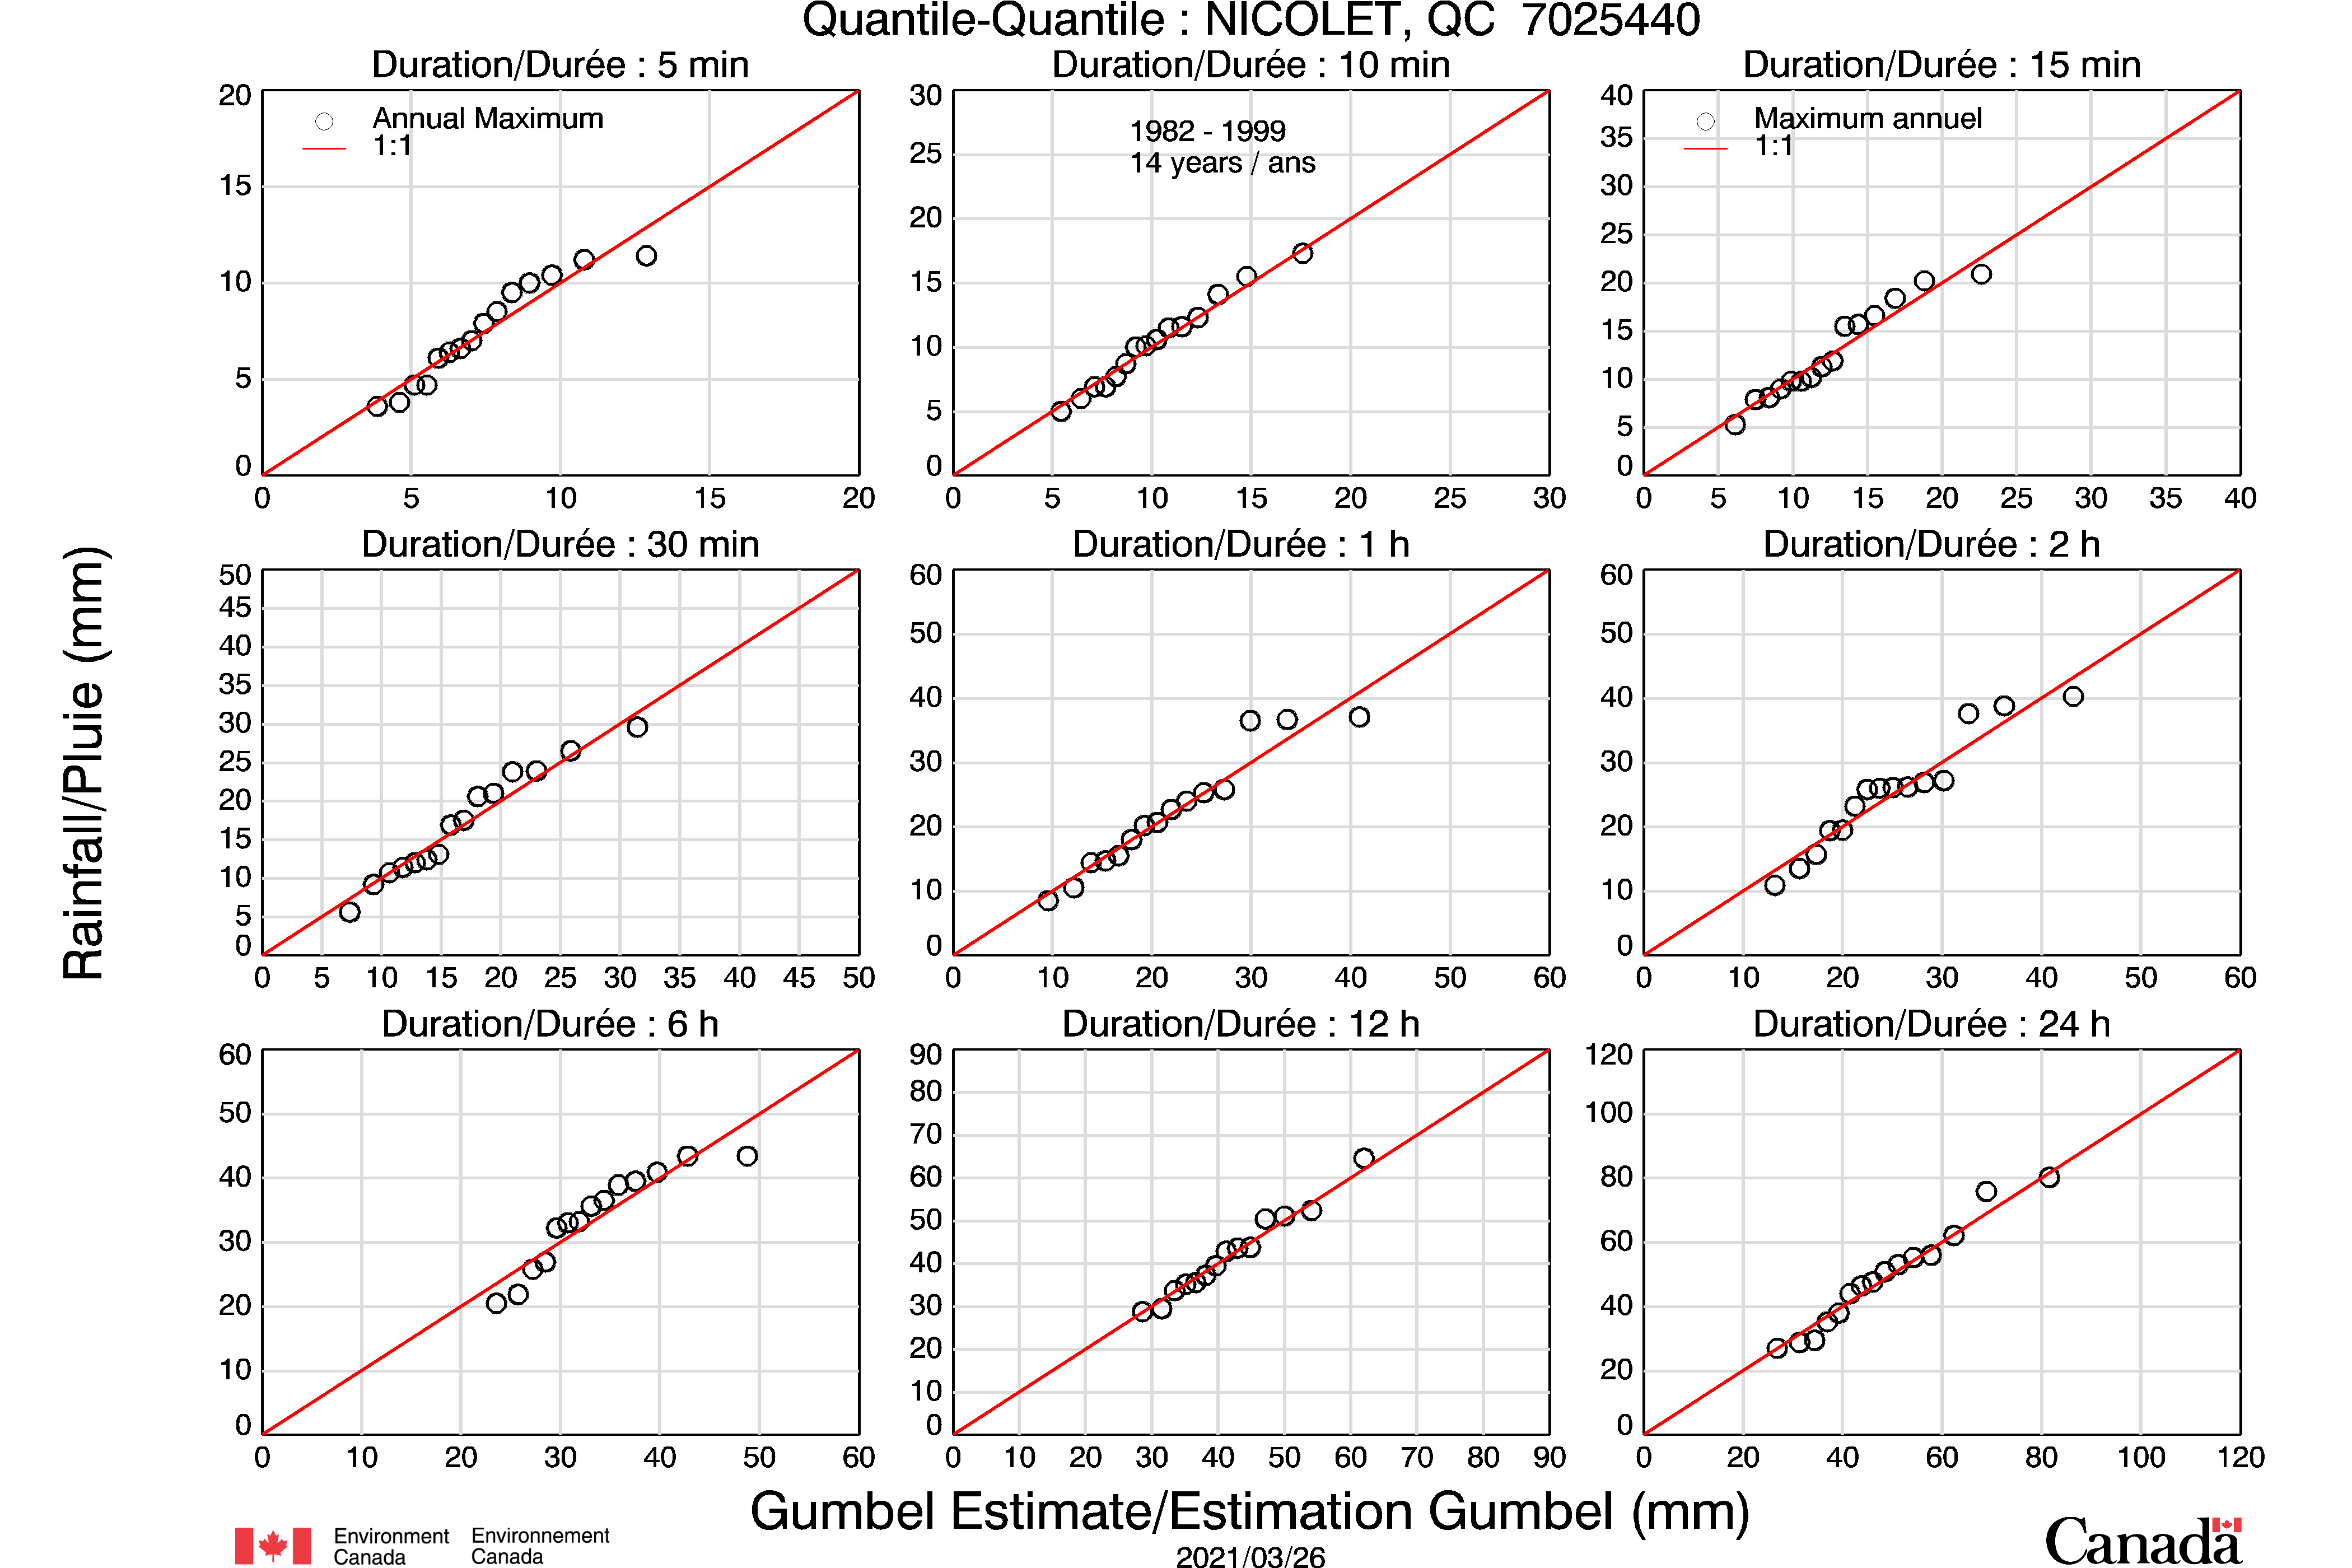 Quantile-Quantile : NICOLET, QC 7025440
Duration/Durée : 5 min
20
15
10
5
0
0 5 10 15 20
Annual Maximum
1:1
Duration/Durée : 10 min
30
25
20
15
10
5
0
0 5 10 15 20 25 30
1982 - 1999
14 years / ans
Duration/Durée : 15 min
40
35
30
25
20
15
10
5
0
0 5 10 15 20 25 30 35 40
Maximum annuel
1:1
Rainfall/Pluie (mm)
Duration/Durée : 30 min
50
45
40
35
30
25
20
15
10
5
0
0 5 10 15 20 25 30 35 40 45 50
Duration/Durée : 1 h
60
50
40
30
20
10
0
0 10 20 30 40 50 60
Duration/Durée : 2 h
60
50
40
30
20
10
0
0 10 20 30 40 50 60
Duration/Durée : 6 h
60
50
40
30
20
10
0
0 10 20 30 40 50 60
Duration/Durée : 12 h
90
80
70
60
50
40
30
20
10
0
0 10 20 30 40 50 60 70 80 90
Duration/Durée : 24 h
120
100
80
60
40
20
0
0 20 40 60 80 100 120
Gumbel Estimate/Estimation Gumbel (mm)
Environment Canada
Environnement Canada
2021/03/26
Canada